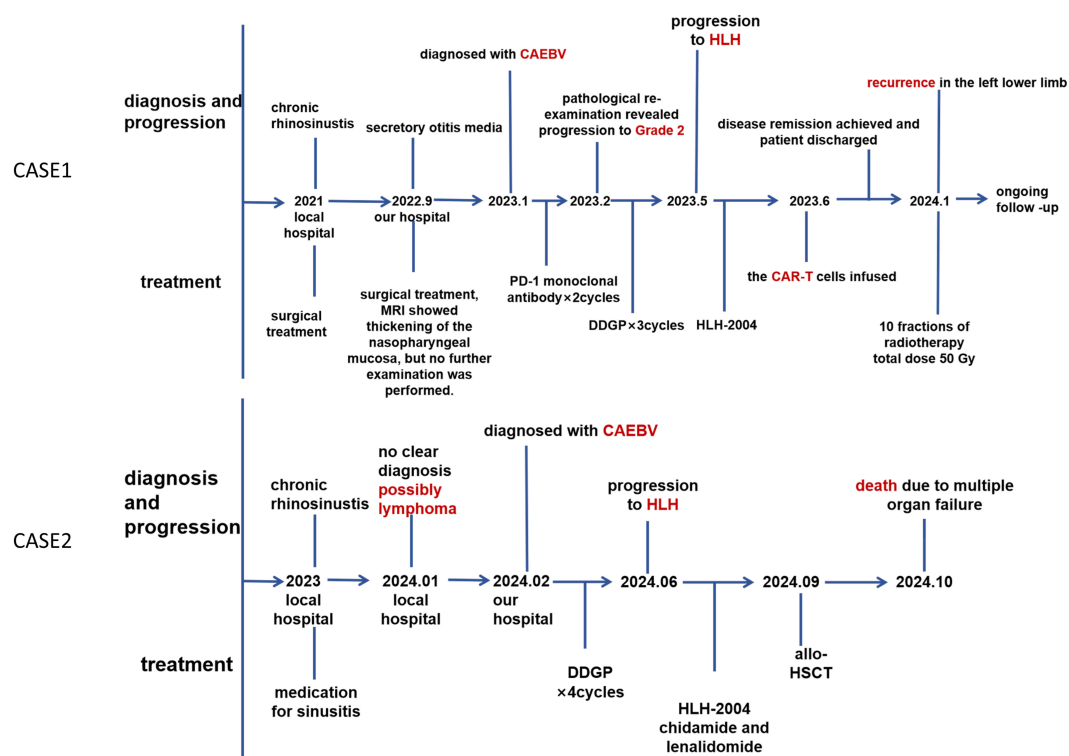 CASE1
diagnosis and
progression
treatment
chronic
rhinosinustis
secretory otitis media
diagnosed with CAEBV
pathological re-
examination revealed
progression to Grade 2
progression
to HLH
disease remission achieved and
patient discharged
recurrence in the left lower limb
2021
local
hospital
2022.9
our hospital
2023.1
2023.2
2023.5
2023.6
2024.1
ongoing
follow -up
surgical
treatment
surgical treatment,
MRI showed
thickening of the
nasopharyngeal
mucosa, but no further
examination was
performed.
PD-1 monoclonal
antibody×2cycles
DDGP×3cycles
HLH-2004
the CAR-T cells infused
10 fractions of
radiotherapy
total dose 50 Gy
CASE2
diagnosis
and
progression
treatment
chronic
rhinosinustis
no clear
diagnosis
possibly
lymphoma
diagnosed with CAEBV
progression
to HLH
death due to multiple
organ failure
2023
local
hospital
2024.01
local
hospital
2024.02
our
hospital
2024.06
2024.09
2024.10
medication
for sinusitis
DDGP
×4cycles
HLH-2004
chidamide and
lenalidomide
allo-
HSCT